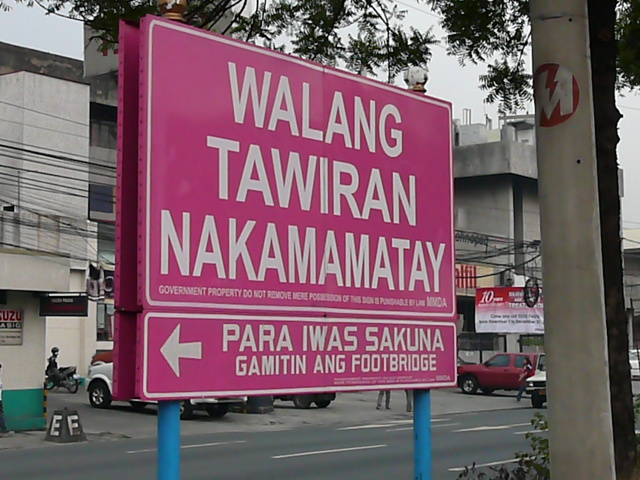 WALANG
TAWIRAN
NAKAMAMATAY
GOVERNMENT PROPERTY DO NOT REMOVE MERE POSSESSION OF THIS SIGN IS PUNISHABLE BY LAW MMDA
PARA IWAS SAKUNA
GAMITIN ANG FOOTBRIDGE
M
10